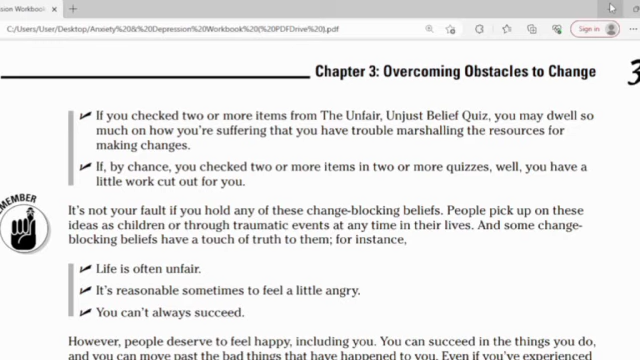 ssion Workbook
C:/Users/User/Desktop/Anxiety%20&%20Depression%20Workbook%20(%20PDFDrive%20).pdf
Sign in
Chapter 3: Overcoming Obstacles to Change 3
If you checked two or more items from The Unfair, Unjust Belief Quiz, you may dwell so
much on how you're suffering that you have trouble marshalling the resources for
making changes.
If, by chance, you checked two or more items in two or more quizzes, well, you have a
little work cut out for you.
EMEMBER
It's not your fault if you hold any of these change-blocking beliefs. People pick up on these
ideas as children or through traumatic events at any time in their lives. And some change-
blocking beliefs have a touch of truth to them; for instance,
Life is often unfair.
It's reasonable sometimes to feel a little angry.
You can't always succeed.
However, people deserve to feel happy, including you. You can succeed in the things you do,
and you can move past the bad things that have happened to you. Even if you've experienced